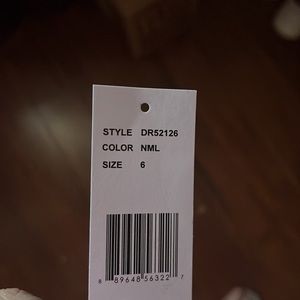 STYLE DR52126
COLOR NML
SIZE 6
8 89648 56322 7